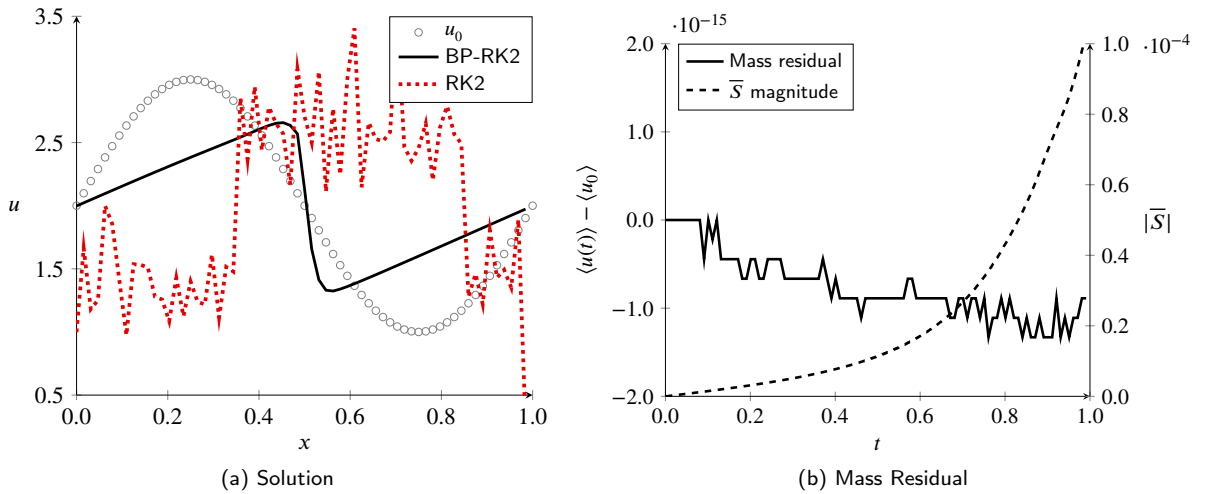 3.5
2.5
1.5
0.5
u
0.0 0.2 0.4 0.6 0.8 1.0
x
u₀
BP-RK2
RK2
(a) Solution
·10⁻¹⁵
2.0
1.0
0.0
−1.0
−2.0
⟨u(t)⟩ − ⟨u₀⟩
Mass residual
S̅ magnitude
0.0 0.2 0.4 0.6 0.8 1.0
t
·10⁻⁴
1.0
0.8
0.6
0.4
0.2
0.0
|S̅|
(b) Mass Residual